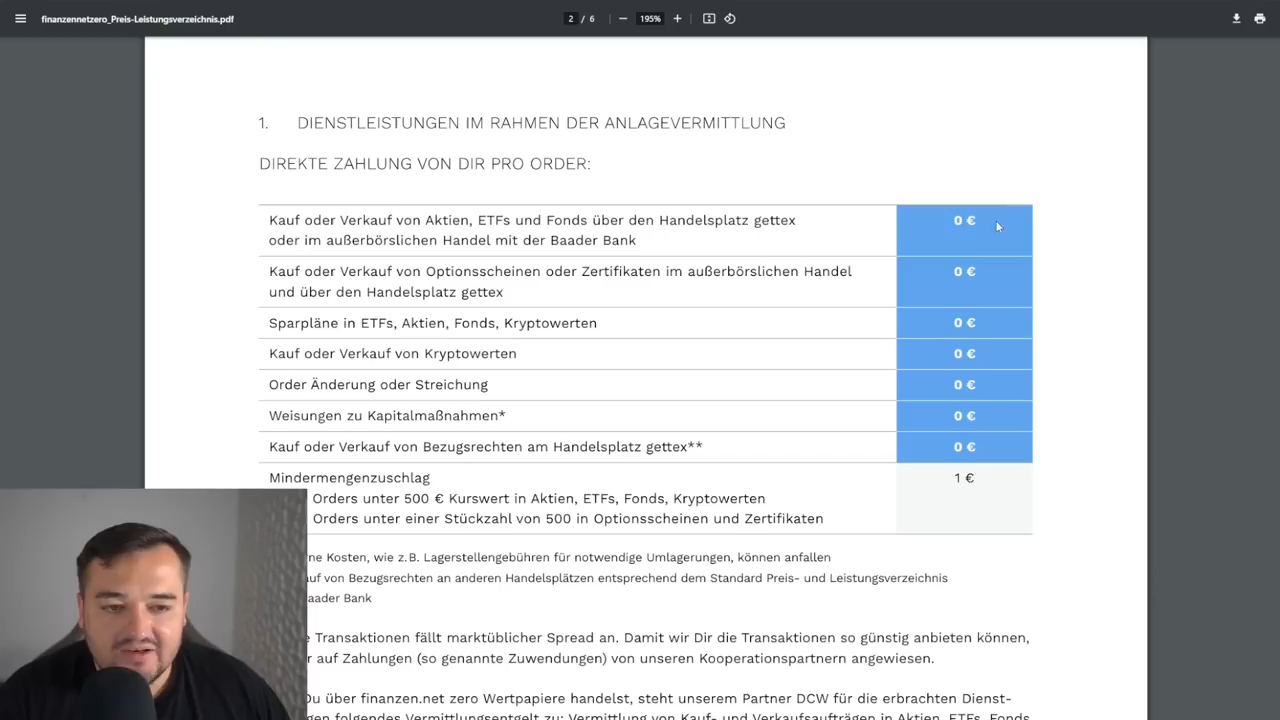 finanzennetzero_Preis-Leistungsverzeichnis.pdf
2 / 6
195%
1. DIENSTLEISTUNGEN IM RAHMEN DER ANLAGEVERMITTLUNG
DIREKTE ZAHLUNG VON DIR PRO ORDER:
Kauf oder Verkauf von Aktien, ETFs und Fonds über den Handelsplatz gettex 0 €
oder im außerbörslichen Handel mit der Baader Bank
Kauf oder Verkauf von Optionsscheinen oder Zertifikaten im außerbörslichen Handel 0 €
und über den Handelsplatz gettex
Sparpläne in ETFs, Aktien, Fonds, Kryptowerten 0 €
Kauf oder Verkauf von Kryptowerten 0 €
Order Änderung oder Streichung 0 €
Weisungen zu Kapitalmaßnahmen* 0 €
Kauf oder Verkauf von Bezugsrechten am Handelsplatz gettex** 0 €
Mindermengenzuschlag 1 €
Orders unter 500 € Kurswert in Aktien, ETFs, Fonds, Kryptowerten
Orders unter einer Stückzahl von 500 in Optionsscheinen und Zertifikaten
Kosten, wie z.B. Lagerstellengebühren für notwendige Umlagerungen, können anfallen
von Bezugsrechten an anderen Handelsplätzen entsprechend dem Standard Preis- und Leistungsverzeichnis
Bank
Transaktionen fällt marktüblicher Spread an. Damit wir Dir die Transaktionen so günstig anbieten können,
auf Zahlungen (so genannte Zuwendungen) von unseren Kooperationspartnern angewiesen.
Du über finanzen.net zero Wertpapiere handelst, steht unserem Partner DCW für die erbrachten Dienst-
folgendes Vermittlungsentgelt zu: Vermittlung von Kauf- und Verkaufsaufträgen in Aktien, ETFs, Fonds